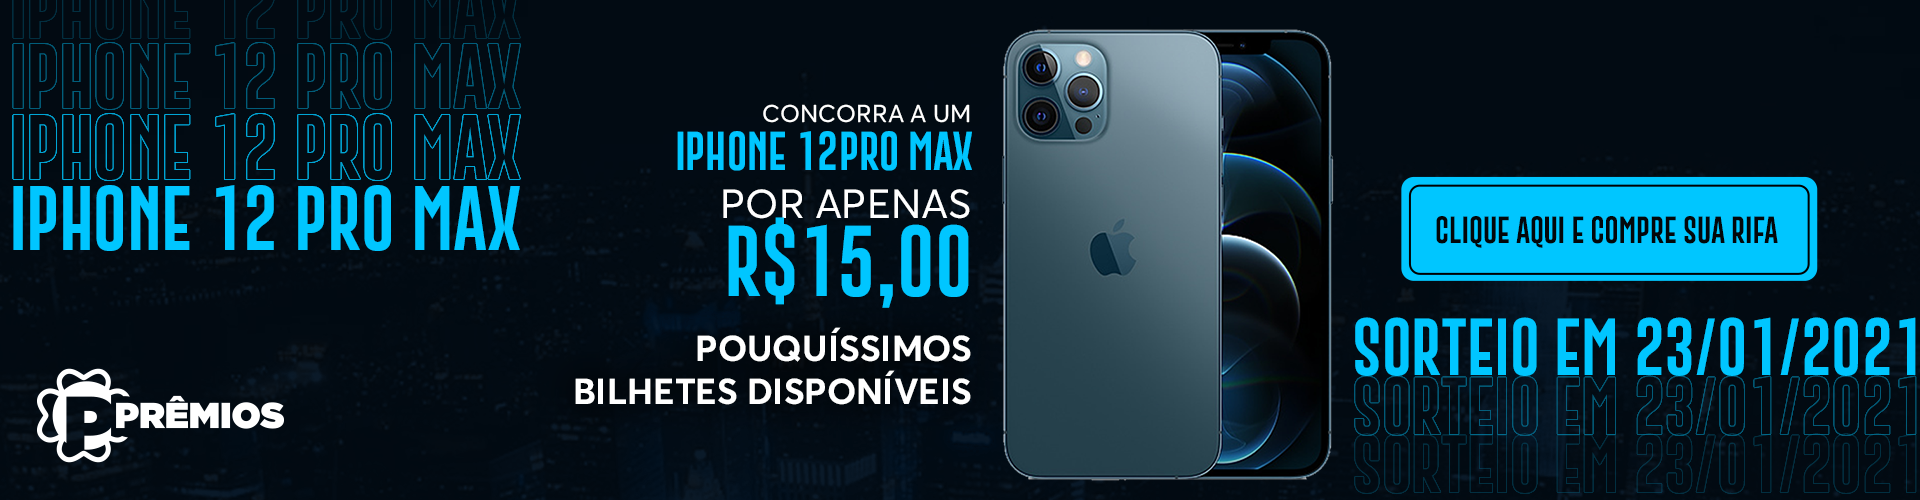 IPHONE 12 PRO MAX
IPHONE 12 PRO MAX
IPHONE 12 PRO MAX
IPHONE 12 PRO MAX
CONCORRA A UM
IPHONE 12PRO MAX
POR APENAS
R$15,00
POUQUÍSSIMOS
BILHETES DISPONÍVEIS
P PRÊMIOS
CLIQUE AQUI E COMPRE SUA RIFA
SORTEIO EM 23/01/2021
SORTEIO EM 23/01/2021
SORTEIO EM 23/01/2021